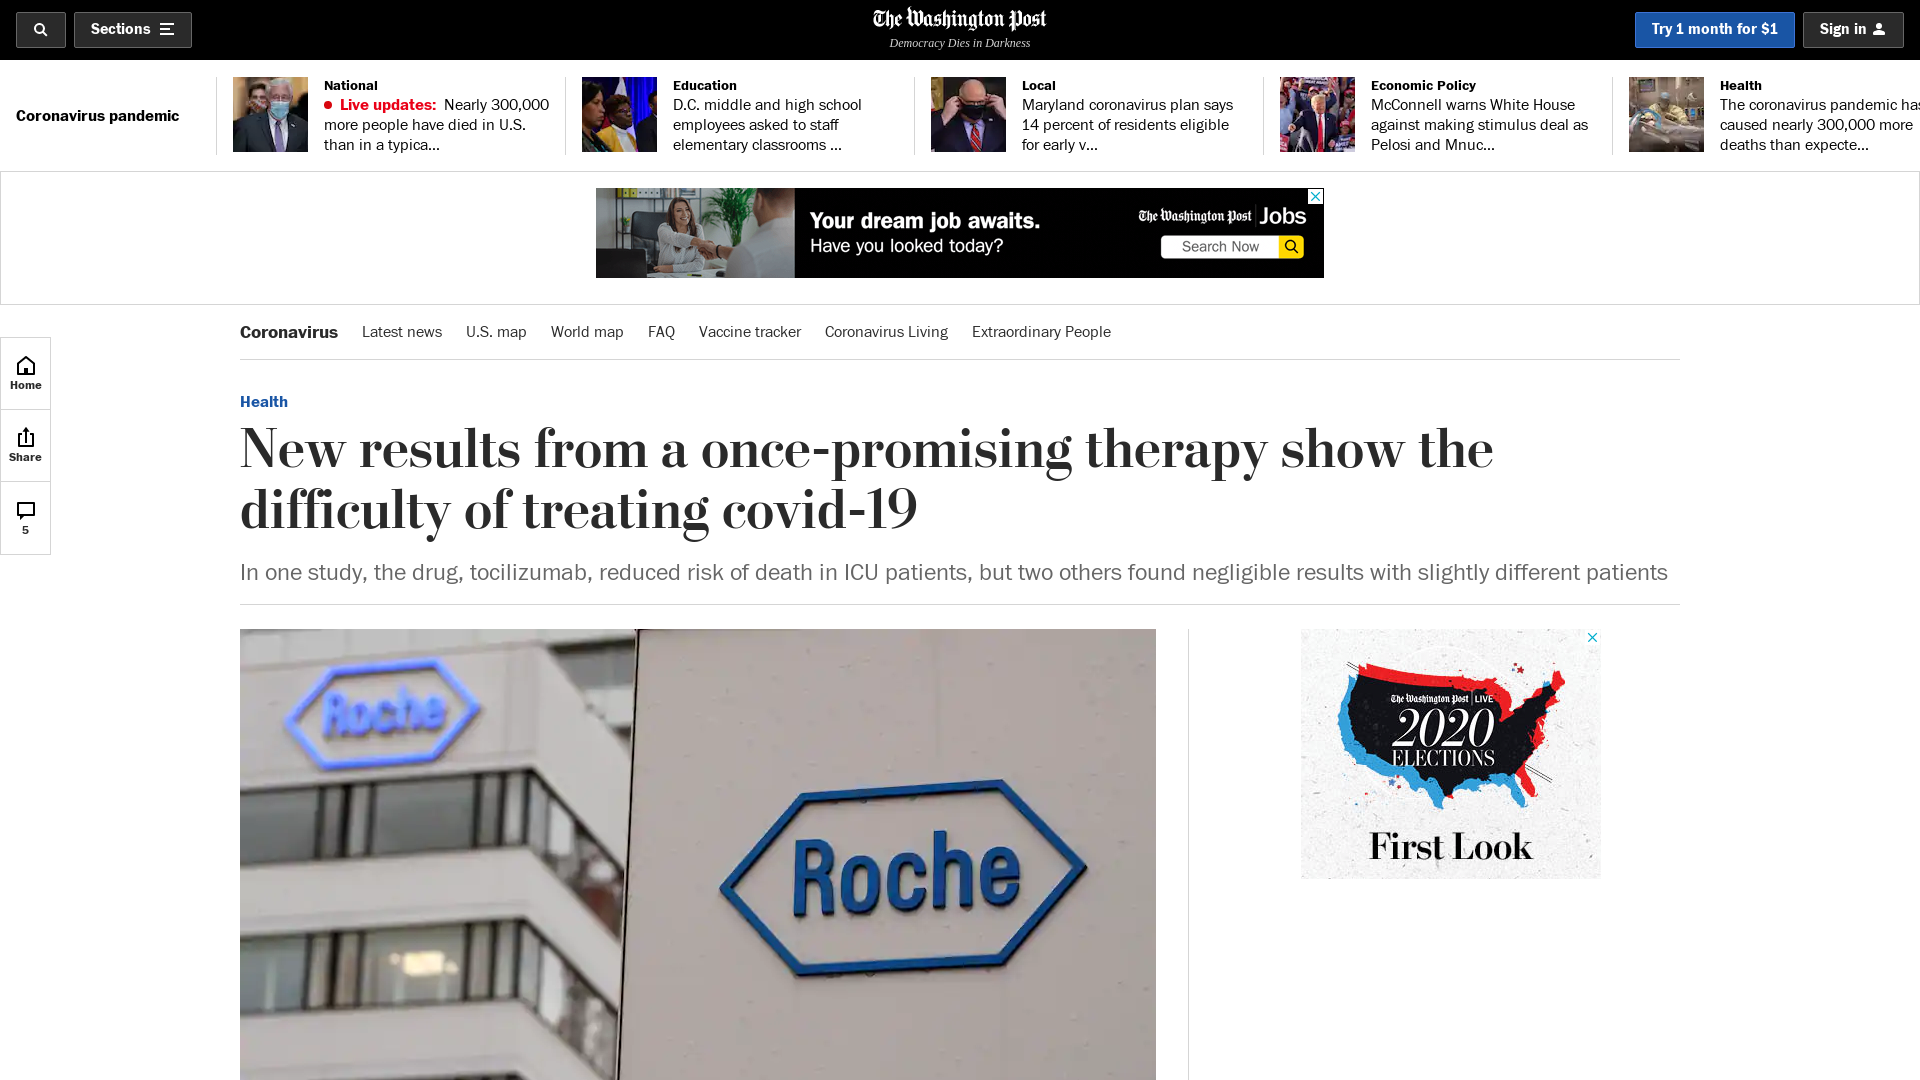 Sections
The Washington Post
Democracy Dies in Darkness
Try 1 month for $1
Sign in
Coronavirus pandemic
National
Live updates: Nearly 300,000
more people have died in U.S.
than in a typica...
Education
D.C. middle and high school
employees asked to staff
elementary classrooms ...
Local
Maryland coronavirus plan says
14 percent of residents eligible
for early v...
Economic Policy
McConnell warns White House
against making stimulus deal as
Pelosi and Mnuc...
Health
The coronavirus pandemic has
caused nearly 300,000 more
deaths than expecte...
Your dream job awaits.
Have you looked today?
The Washington Post Jobs
Search Now
Coronavirus
Latest news
U.S. map
World map
FAQ
Vaccine tracker
Coronavirus Living
Extraordinary People
Home
Share
5
Health
New results from a once-promising therapy show the
difficulty of treating covid-19
In one study, the drug, tocilizumab, reduced risk of death in ICU patients, but two others found negligible results with slightly different patients
Roche
Roche
The Washington Post LIVE
2020
ELECTIONS
First Look